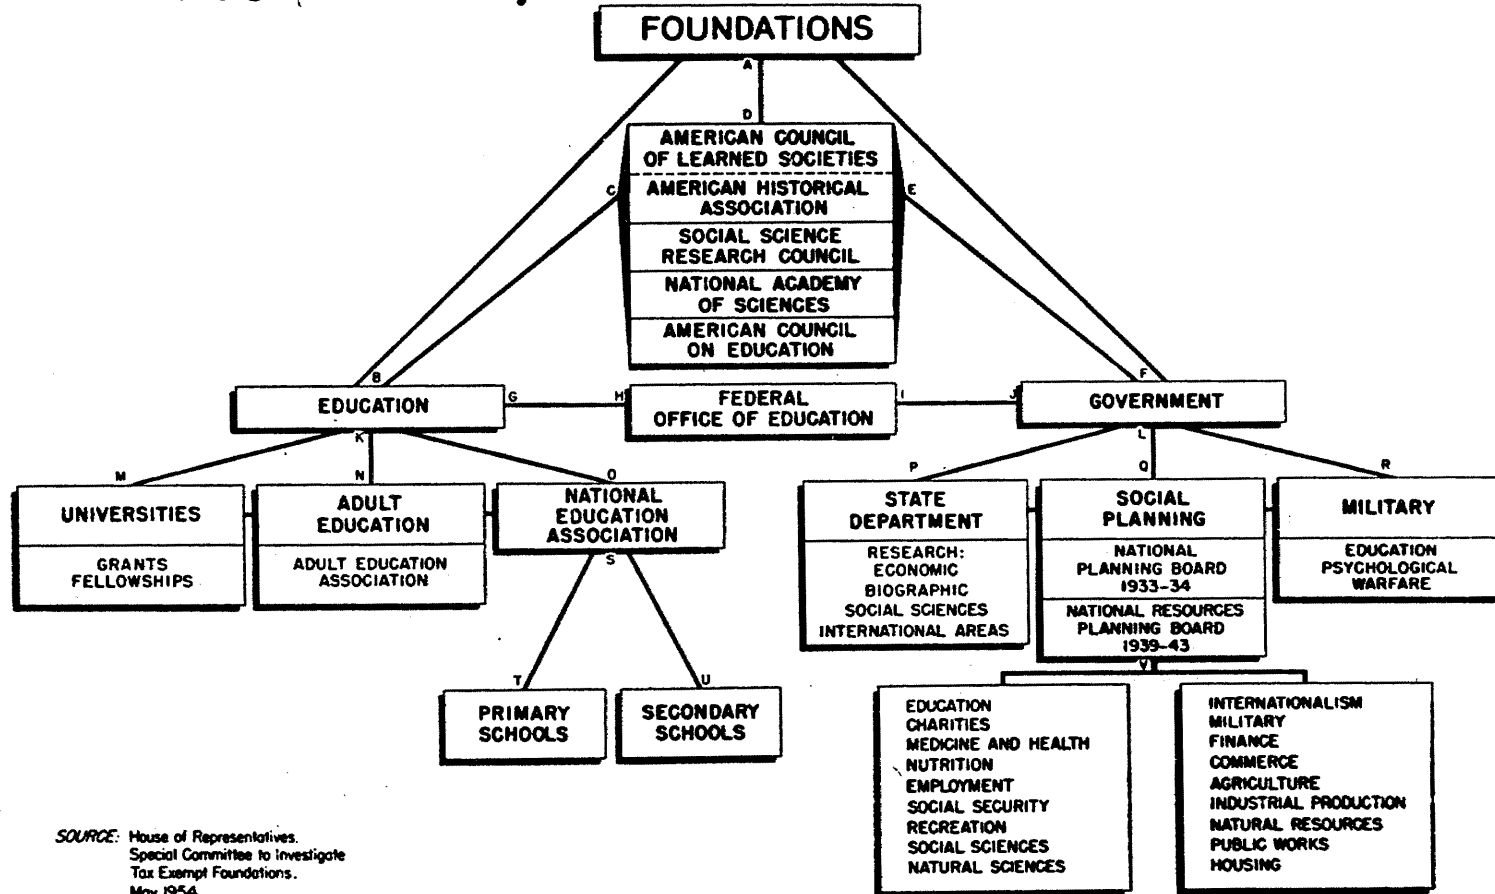 FOUNDATIONS
A
D
AMERICAN COUNCIL
OF LEARNED SOCIETIES
C
AMERICAN HISTORICAL
ASSOCIATION
E
SOCIAL SCIENCE
RESEARCH COUNCIL
NATIONAL ACADEMY
OF SCIENCES
AMERICAN COUNCIL
ON EDUCATION
B
F
EDUCATION
G
H
FEDERAL
OFFICE OF EDUCATION
I
J
GOVERNMENT
K
L
M
N
O
P
Q
R
UNIVERSITIES
GRANTS
FELLOWSHIPS
ADULT
EDUCATION
ADULT EDUCATION
ASSOCIATION
NATIONAL
EDUCATION
ASSOCIATION
S
STATE
DEPARTMENT
RESEARCH:
ECONOMIC
BIOGRAPHIC
SOCIAL SCIENCES
INTERNATIONAL AREAS
SOCIAL
PLANNING
NATIONAL
PLANNING BOARD
1933-34
NATIONAL RESOURCES
PLANNING BOARD
1939-43
MILITARY
EDUCATION
PSYCHOLOGICAL
WARFARE
V
T
U
PRIMARY
SCHOOLS
SECONDARY
SCHOOLS
EDUCATION
CHARITIES
MEDICINE AND HEALTH
NUTRITION
EMPLOYMENT
SOCIAL SECURITY
RECREATION
SOCIAL SCIENCES
NATURAL SCIENCES
INTERNATIONALISM
MILITARY
FINANCE
COMMERCE
AGRICULTURE
INDUSTRIAL PRODUCTION
NATURAL RESOURCES
PUBLIC WORKS
HOUSING
SOURCE: House of Representatives.
Special Committee to Investigate
Tax Exempt Foundations.
May 1954